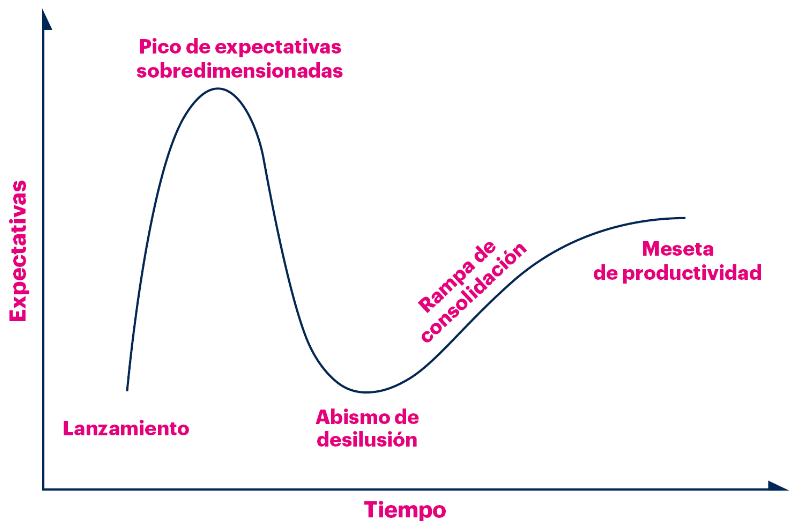 Pico de expectativas
sobredimensionadas
Expectativas
Rampa de
consolidación
Meseta
de productividad
Lanzamiento
Abismo de
desilusión
Tiempo